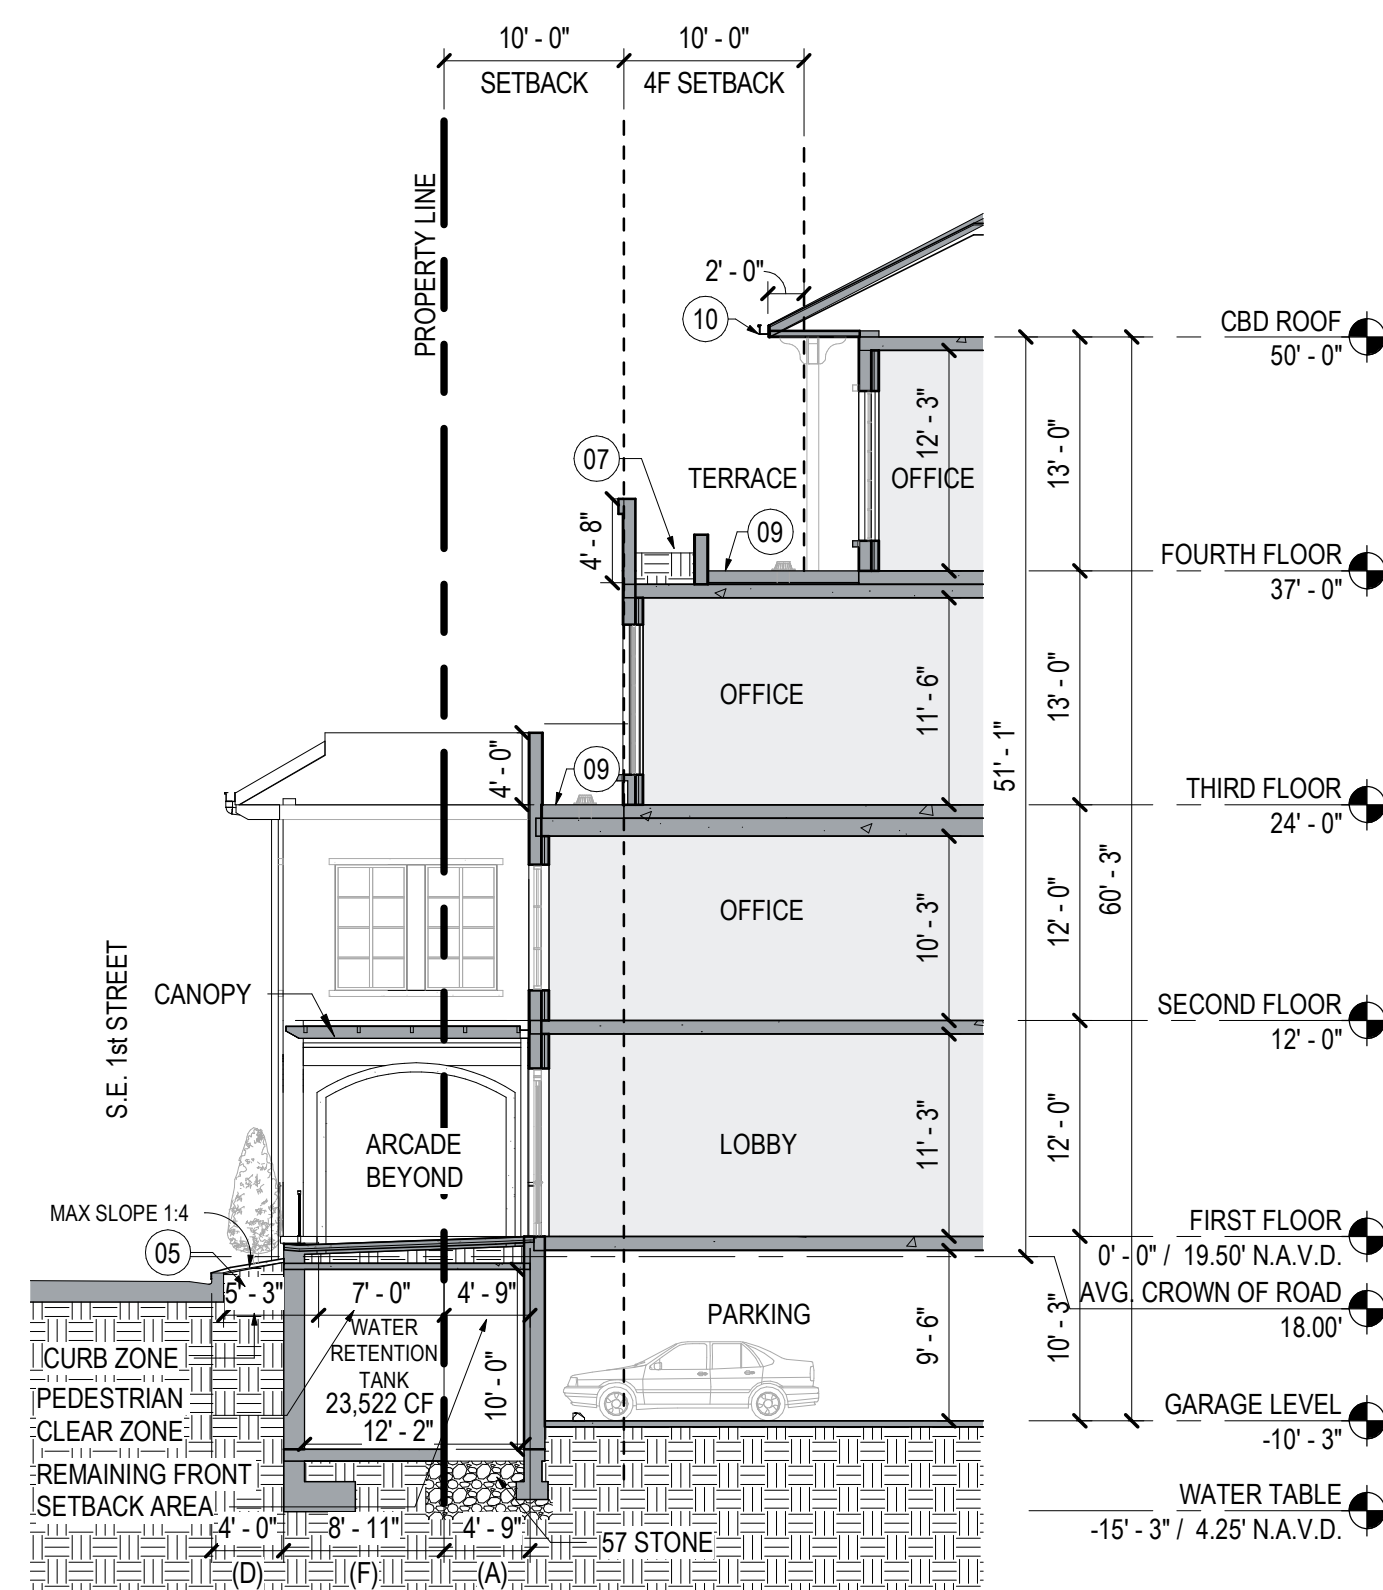 10' - 0" 10' - 0"
SETBACK 4F SETBACK
PROPERTY LINE
2' - 0"
10
CBD ROOF
50' - 0"
12' - 3"
13' - 0"
07
TERRACE
OFFICE
4' - 8"
09
FOURTH FLOOR
37' - 0"
OFFICE
11' - 6"
13' - 0"
51' - 1"
4' - 0"
09
THIRD FLOOR
24' - 0"
60' - 3"
OFFICE
10' - 3"
12' - 0"
S.E. 1st STREET
CANOPY
SECOND FLOOR
12' - 0"
ARCADE
BEYOND
LOBBY
11' - 3"
12' - 0"
MAX SLOPE 1:4
05
FIRST FLOOR
0' - 0" / 19.50' N.A.V.D.
5' - 3" 7' - 0" 4' - 9"
AVG. CROWN OF ROAD
18.00'
PARKING
9' - 6"
10' - 3"
WATER
RETENTION
TANK
23,522 CF
12' - 2"
10' - 0"
CURB ZONE
PEDESTRIAN
CLEAR ZONE
GARAGE LEVEL
-10' - 3"
REMAINING FRONT
SETBACK AREA
WATER TABLE
-15' - 3" / 4.25' N.A.V.D.
4' - 0" 8' - 11" 4' - 9"
57 STONE
(D) (F) (A)